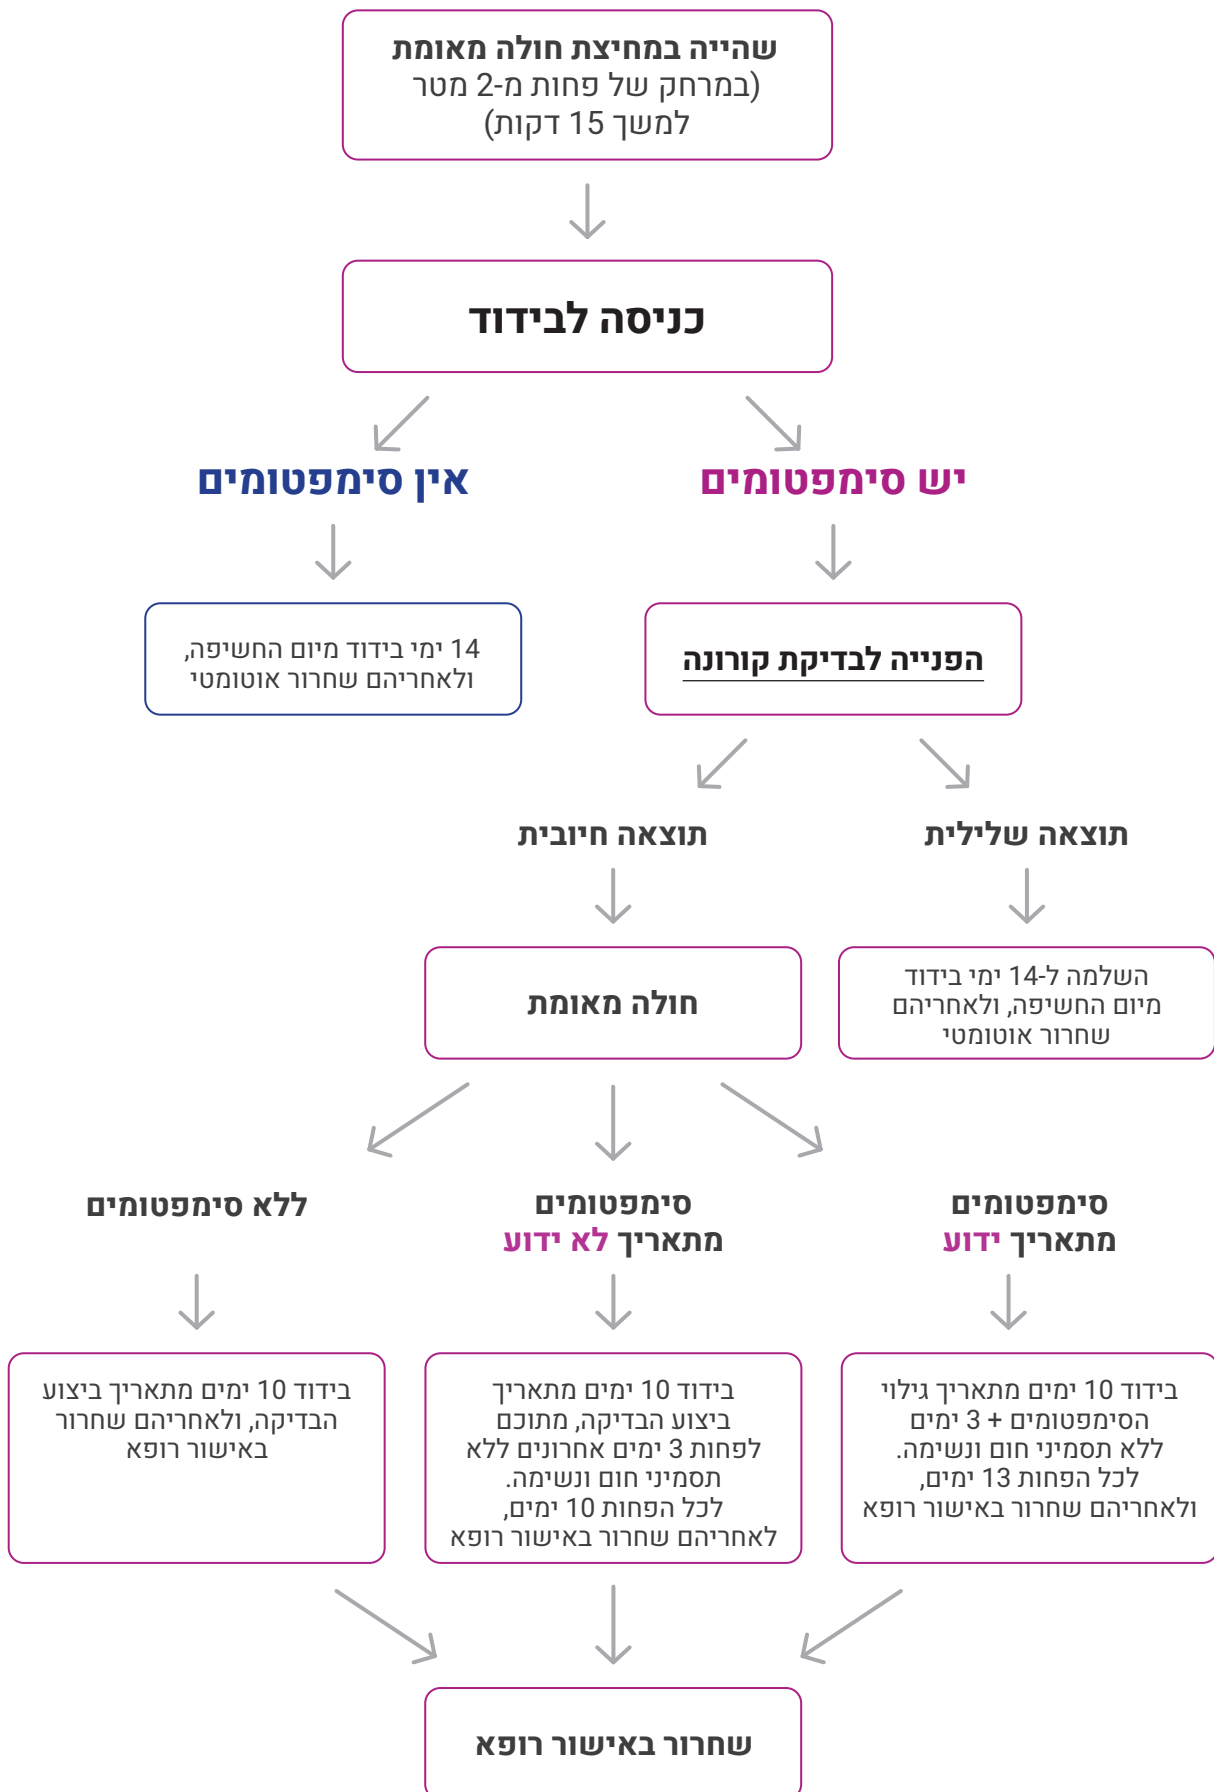 שהייה במחיצת חולה מאומת
(במרחק של פחות מ-2 מטר
למשך 15 דקות)
כניסה לבידוד
יש סימפטומים
אין סימפטומים
הפנייה לבדיקת קורונה
14 ימי בידוד מיום החשיפה,
ולאחריהם שחרור אוטומטי
תוצאה שלילית
תוצאה חיובית
השלמה ל-14 ימי בידוד
מיום החשיפה, ולאחריהם
שחרור אוטומטי
חולה מאומת
סימפטומים
מתאריך ידוע
סימפטומים
מתאריך לא ידוע
ללא סימפטומים
בידוד 10 ימים מתאריך גילוי
הסימפטומים + 3 ימים
ללא תסמיני חום ונשימה.
לכל הפחות 13 ימים,
ולאחריהם שחרור באישור רופא
בידוד 10 ימים מתאריך
ביצוע הבדיקה, מתוכם
לפחות 3 ימים אחרונים ללא
תסמיני חום ונשימה.
לכל הפחות 10 ימים,
לאחריהם שחרור באישור רופא
בידוד 10 ימים מתאריך ביצוע
הבדיקה, ולאחריהם שחרור
באישור רופא
שחרור באישור רופא